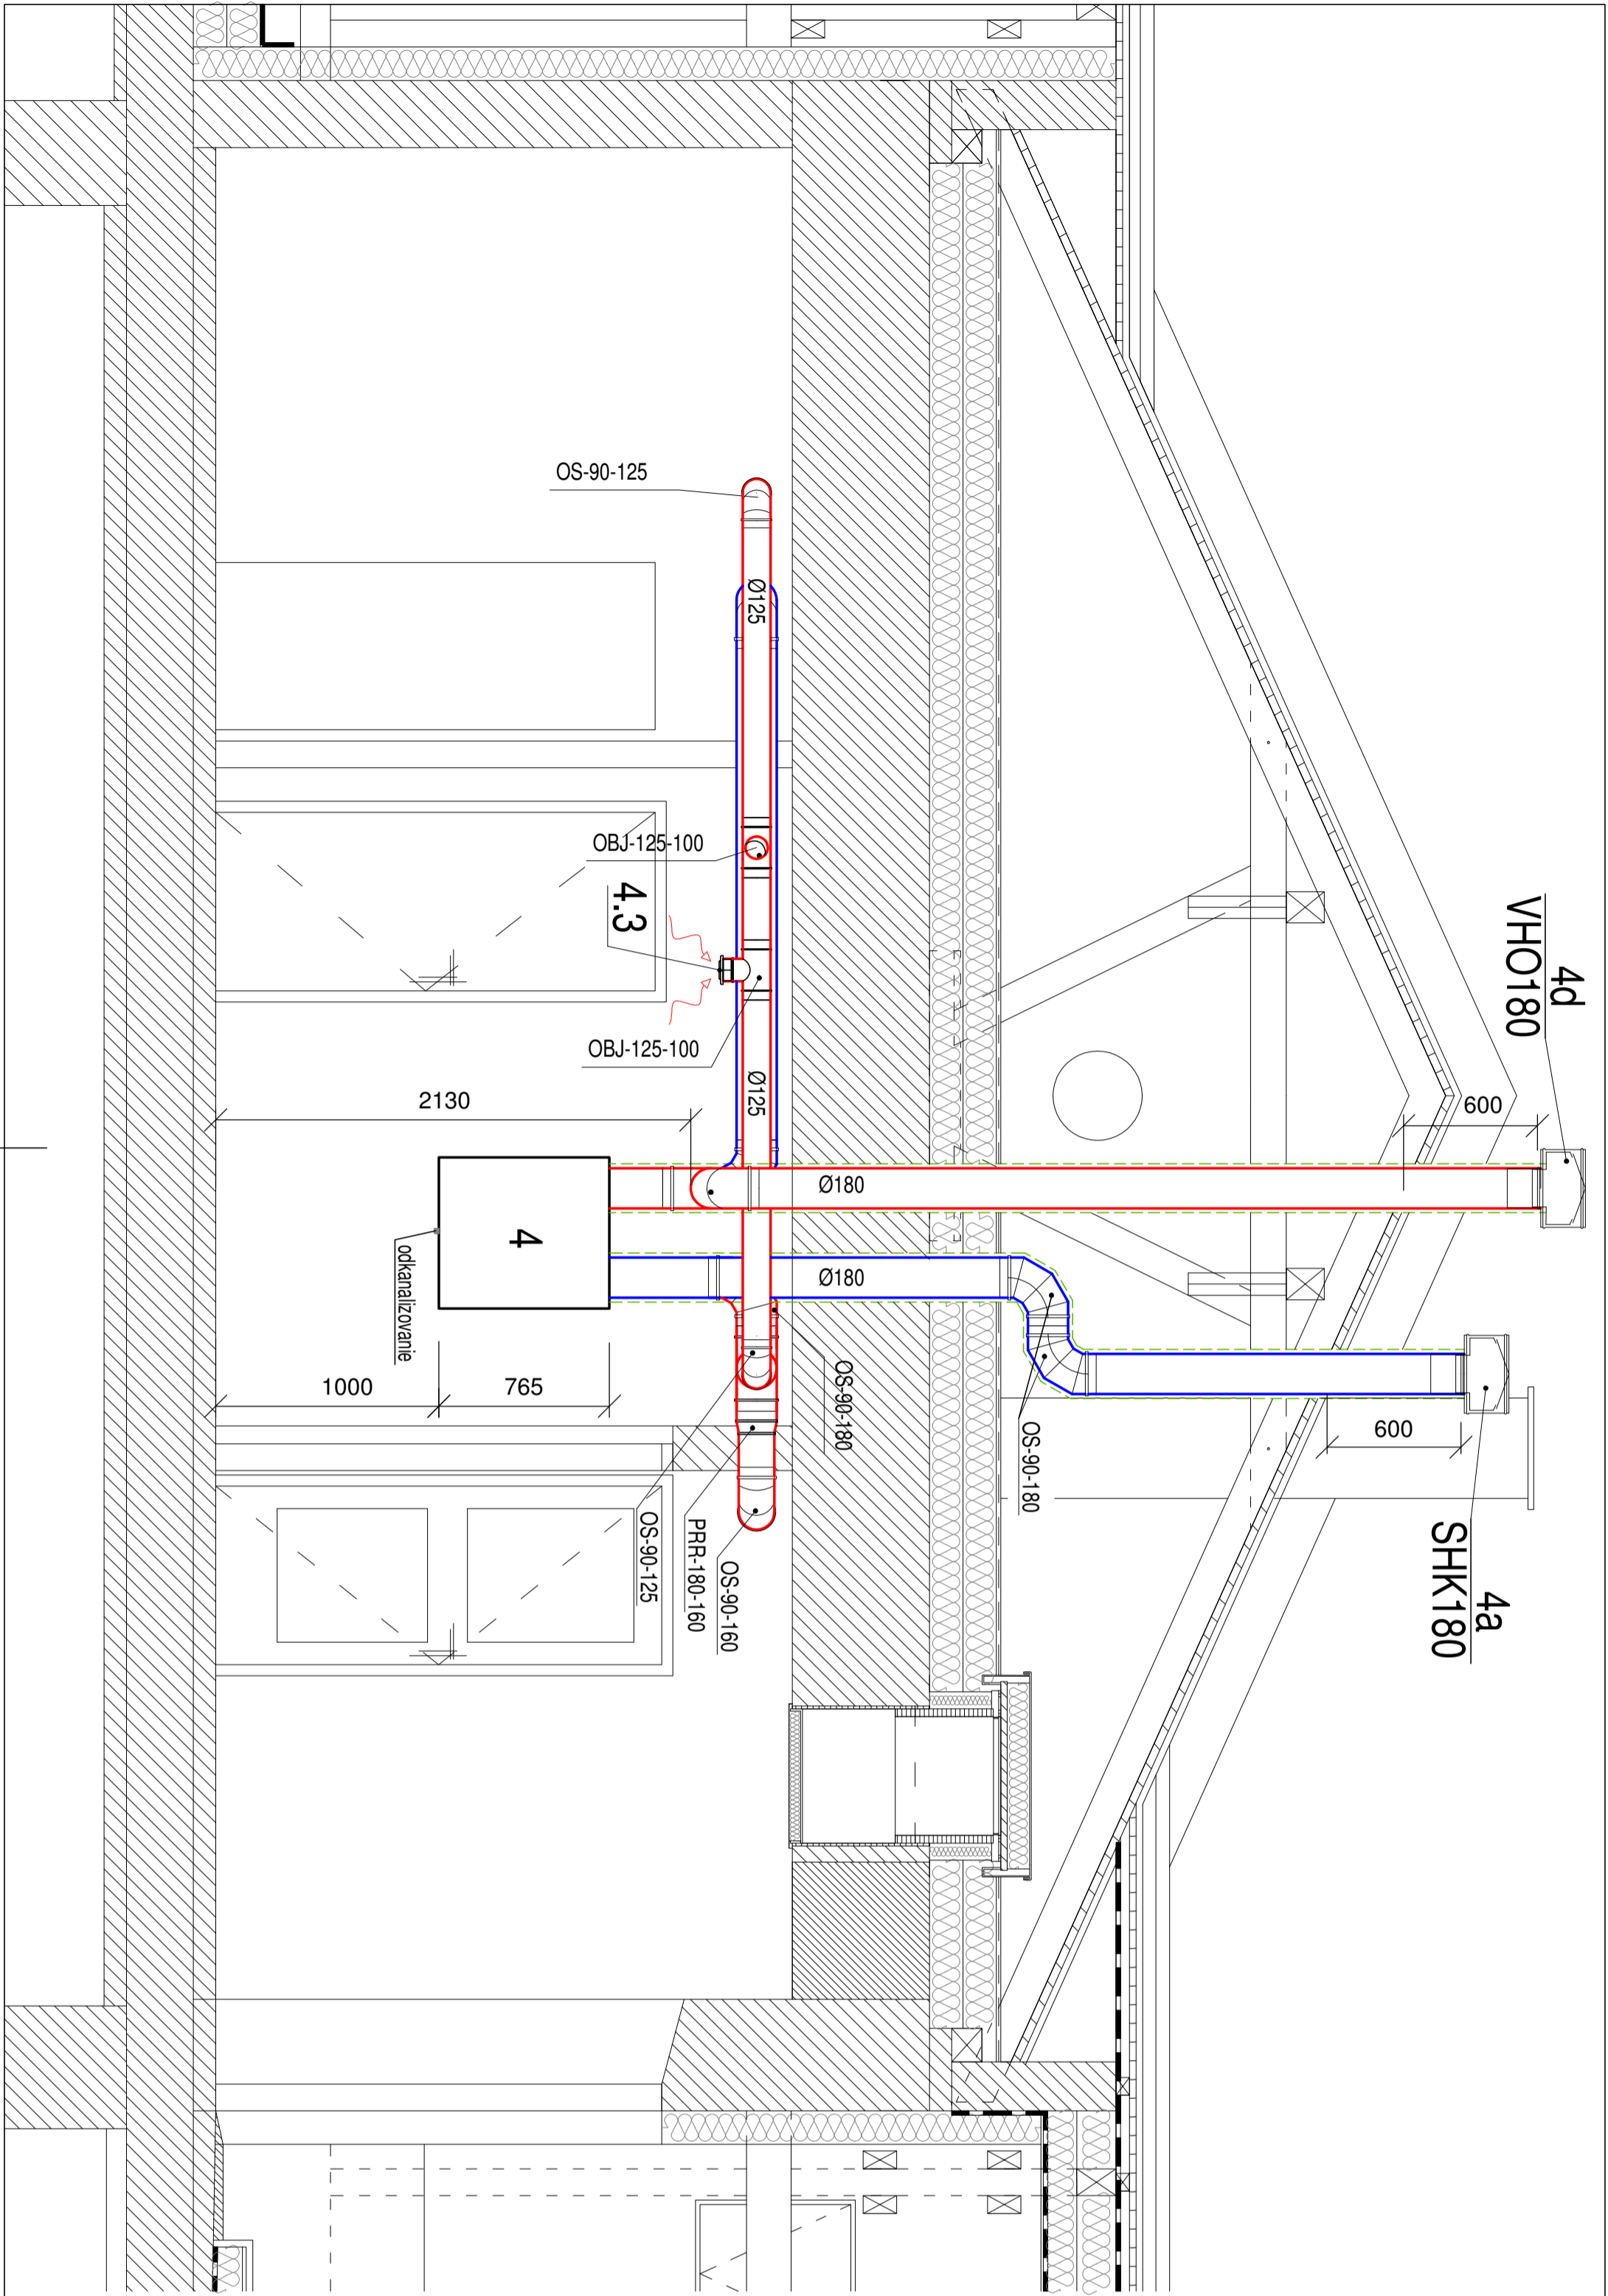 4d
VHO180
4a
SHK180
600
600
OS-90-125
Ø125
OBJ-125-100
4.3
OBJ-125-100
Ø125
2130
Ø180
Ø180
4
odkanalizovanie
1000
765
OS-90-180
OS-90-180
OS-90-125
PRR-180-160
OS-90-160